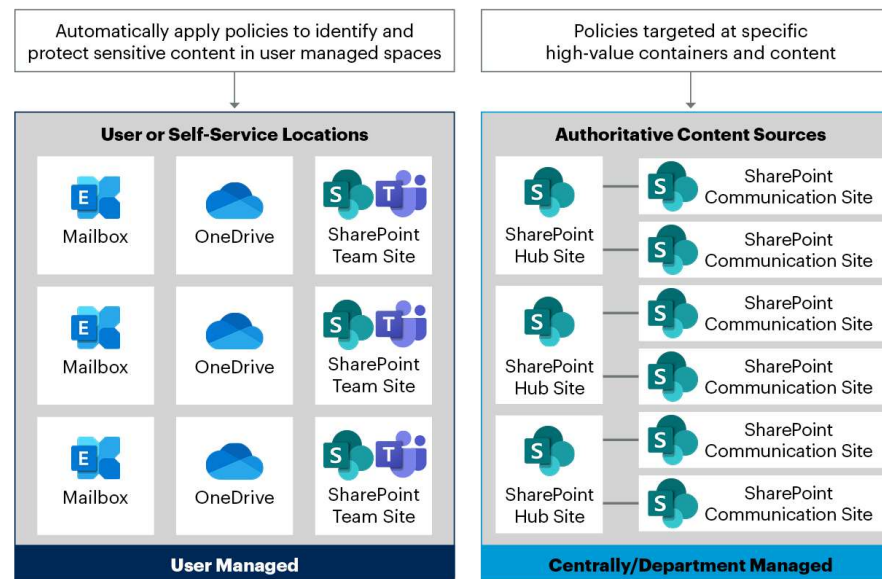 Automatically apply policies to identify and
protect sensitive content in user managed spaces
Policies targeted at specific
high-value containers and content
User or Self-Service Locations
E
Mailbox
OneDrive
S T
SharePoint
Team Site
E
Mailbox
OneDrive
S T
SharePoint
Team Site
E
Mailbox
OneDrive
S T
SharePoint
Team Site
User Managed
Authoritative Content Sources
S
SharePoint
Hub Site
S
SharePoint
Communication Site
S
SharePoint
Communication Site
S
SharePoint
Hub Site
S
SharePoint
Communication Site
S
SharePoint
Communication Site
S
SharePoint
Hub Site
S
SharePoint
Communication Site
S
SharePoint
Communication Site
Centrally/Department Managed